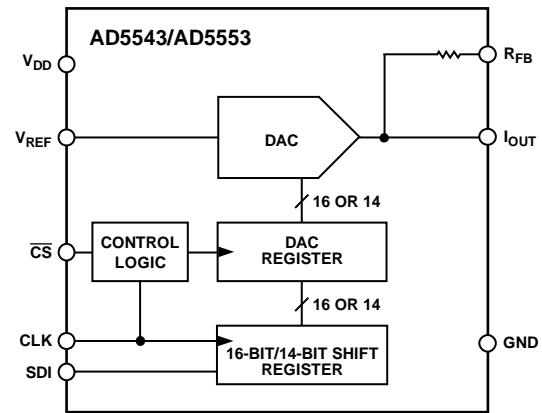 AD5543/AD5553
VDD
RFB
VREF
DAC
IOUT
16 OR 14
CS
CONTROL
LOGIC
DAC
REGISTER
16 OR 14
CLK
16-BIT/14-BIT SHIFT
REGISTER
GND
SDI